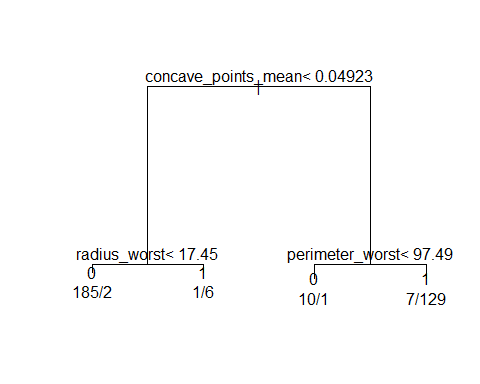 concave_points_mean< 0.04923
radius_worst< 17.45
perimeter_worst< 97.49
0
1
0
1
185/2
1/6
10/1
7/129